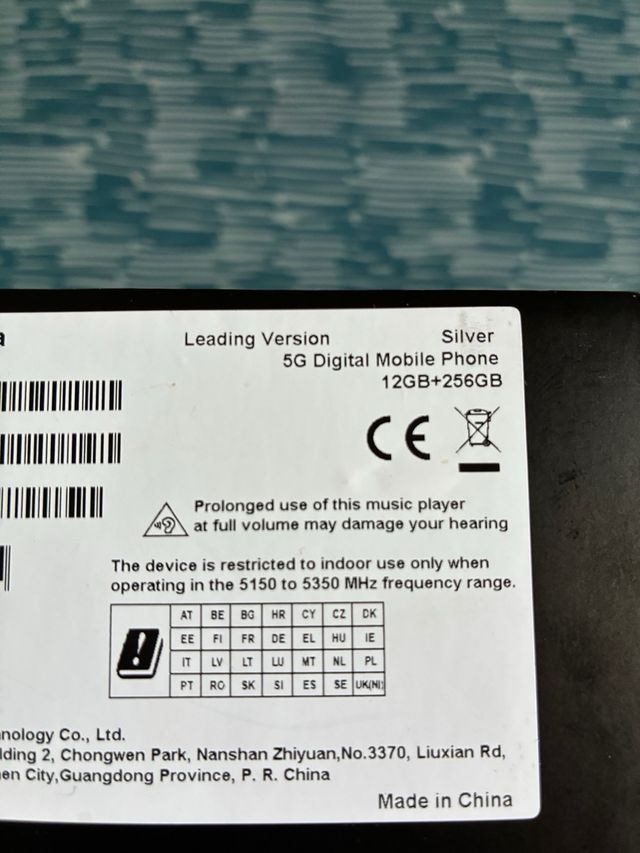 a
Leading Version Silver
5G Digital Mobile Phone
12GB+256GB
CE
Prolonged use of this music player
at full volume may damage your hearing
The device is restricted to indoor use only when
operating in the 5150 to 5350 MHz frequency range.
AT BE BG HR CY CZ DK
EE FI FR DE EL HU IE
IT LV LT LU MT NL PL
PT RO SK SI ES SE UK(NI)
nology Co., Ltd.
lding 2, Chongwen Park, Nanshan Zhiyuan,No.3370, Liuxian Rd,
en City,Guangdong Province, P. R. China
Made in China